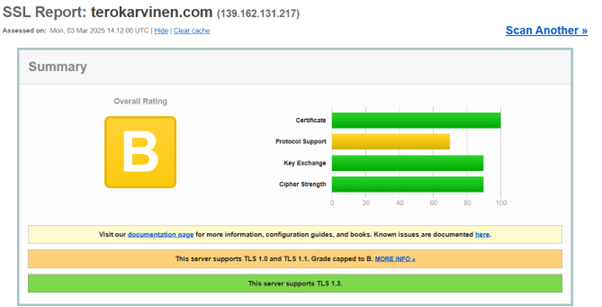 SSL Report: terokarvinen.com (139.162.131.217)
Assessed on: Mon, 03 Mar 2025 14:12:00 UTC | Hide | Clear cache
Scan Another »
Summary
Overall Rating
B
Certificate
Protocol Support
Key Exchange
Cipher Strength
0 20 40 60 80 100
Visit our documentation page for more information, configuration guides, and books. Known issues are documented here.
This server supports TLS 1.0 and TLS 1.1. Grade capped to B. MORE INFO »
This server supports TLS 1.3.